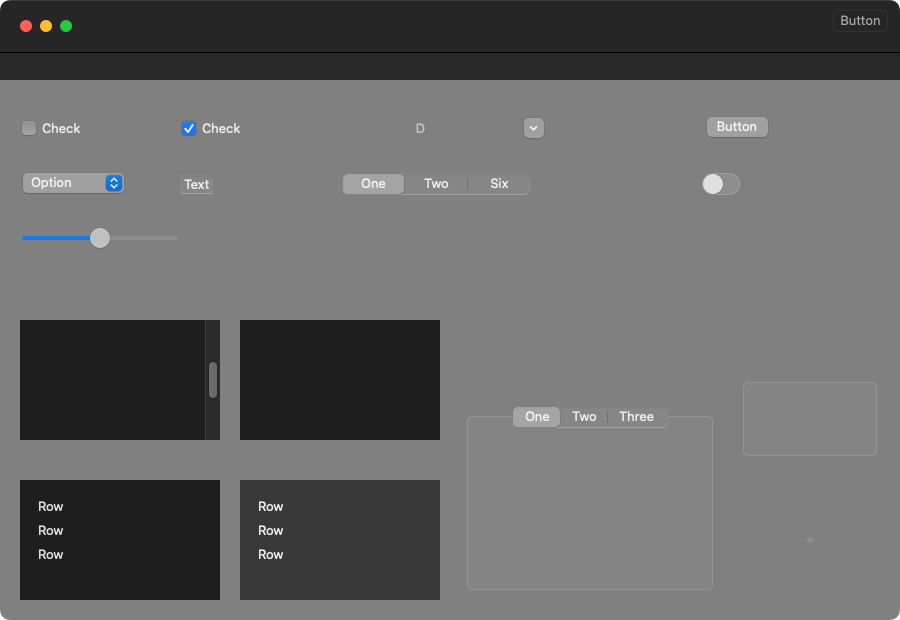 Button
Check
Check
D
Button
Option
Text
One
Two
Six
One
Two
Three
Row
Row
Row
Row
Row
Row